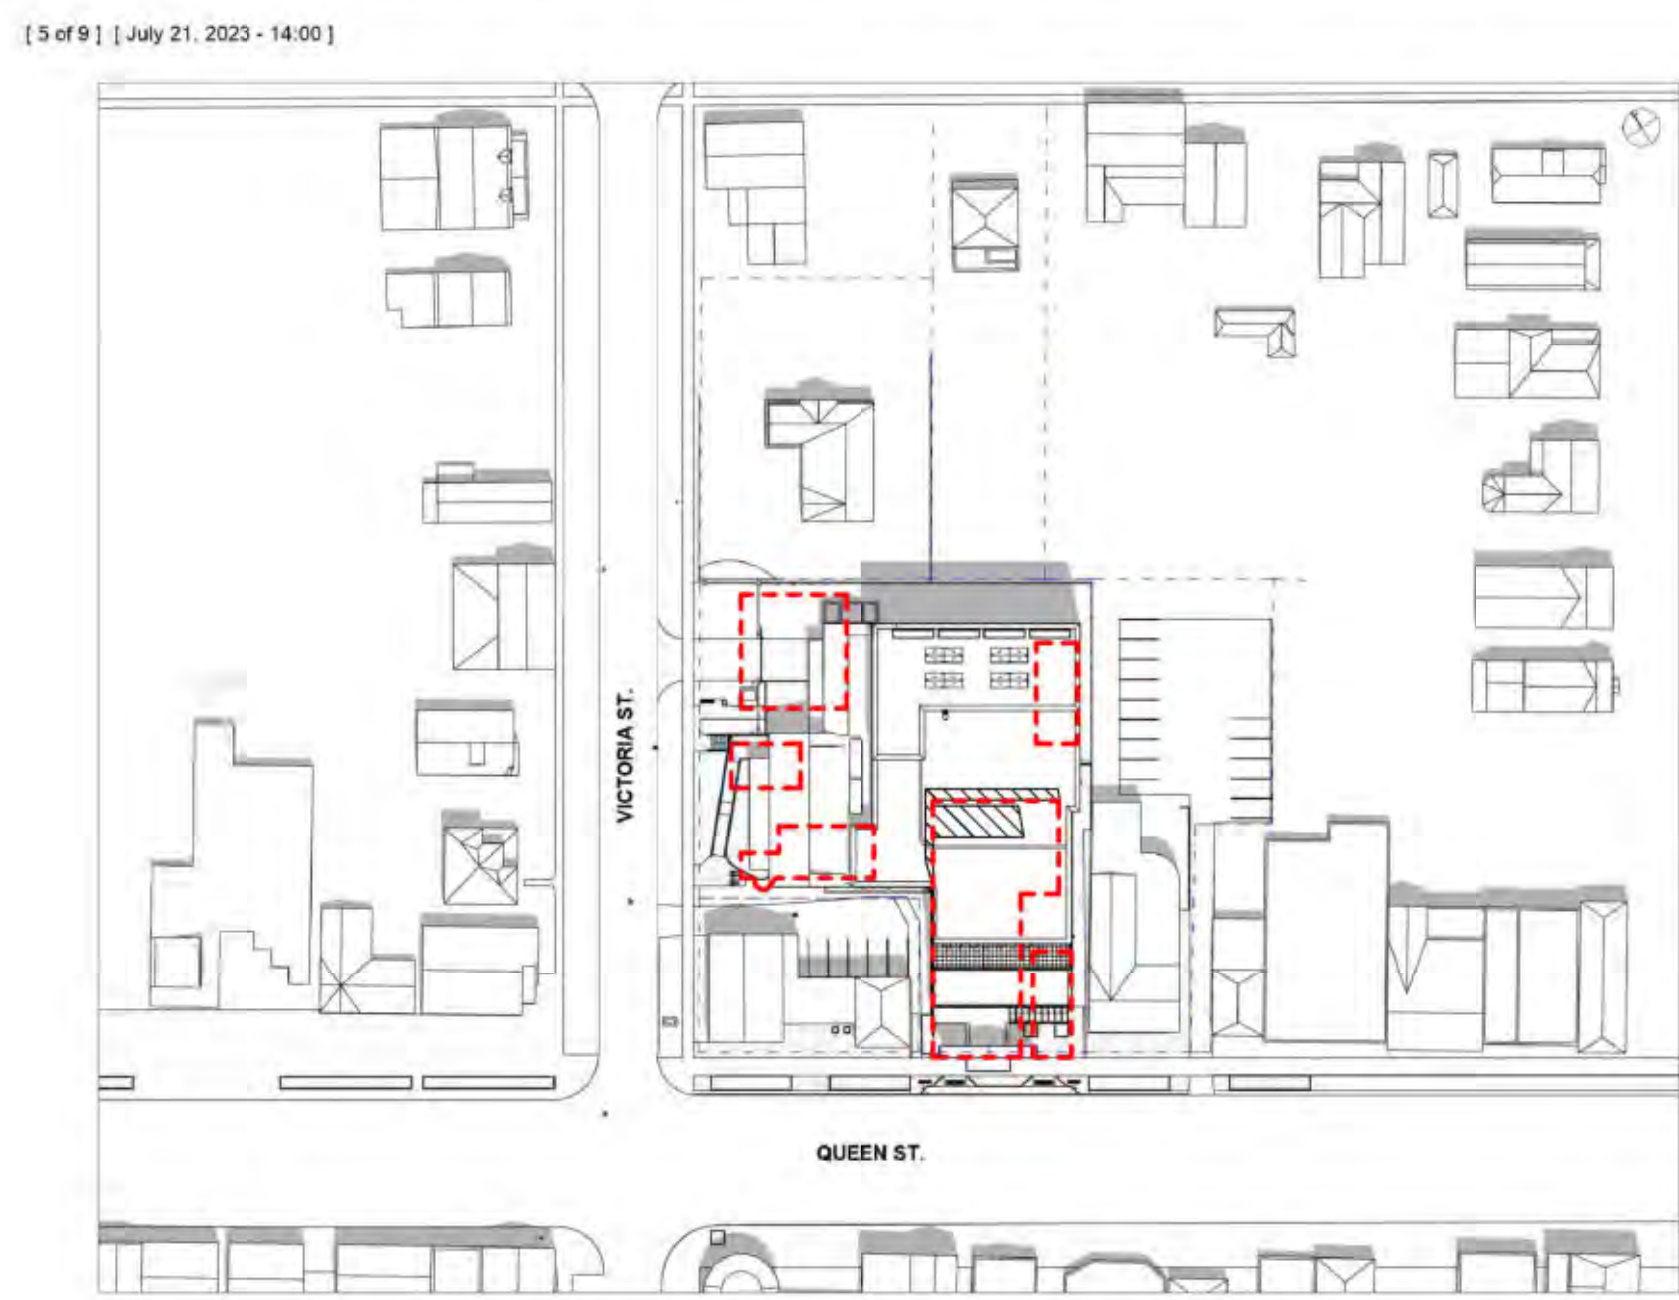 [ 5 of 9 ] [ July 21, 2023 - 14:00 ]
VICTORIA ST.
QUEEN ST.